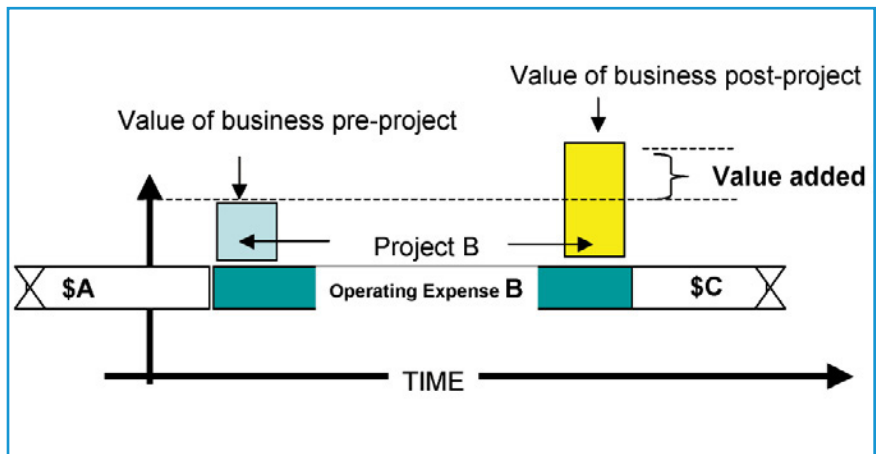 Value of business post-project
Value of business pre-project
Value added
Project B
$A
Operating Expense B
$C
TIME